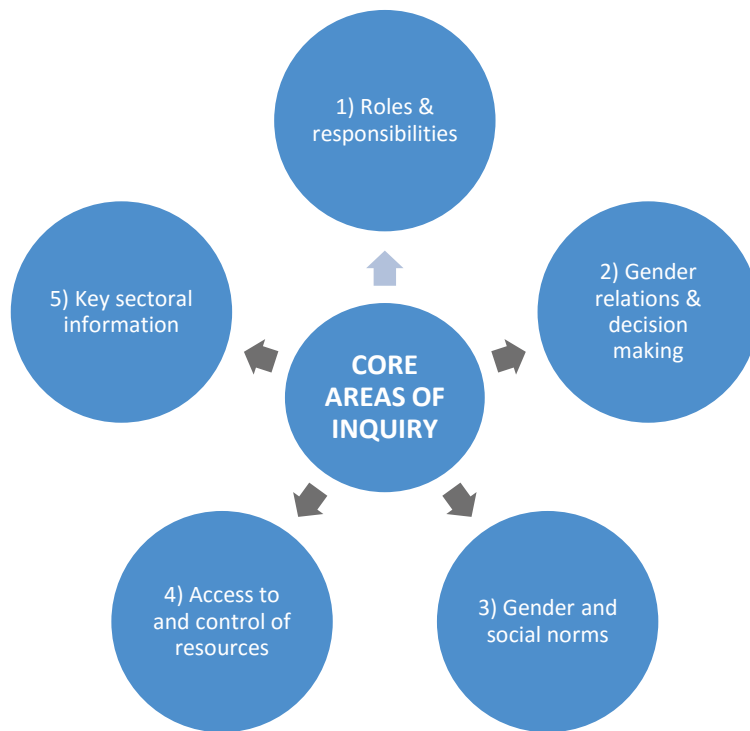 1) Roles &
responsibilities
2) Gender
relations &
decision
making
3) Gender and
social norms
4) Access to
and control of
resources
5) Key sectoral
information
CORE
AREAS OF
INQUIRY